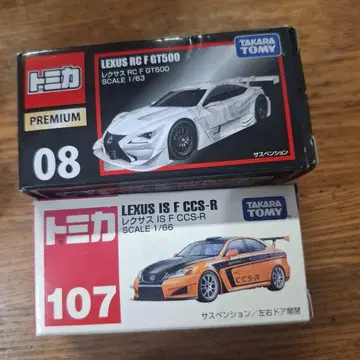 トミカ
PREMIUM
08
LEXUS RC F GT500
レクサス RC F GT500
SCALE 1/63
TAKARA TOMY
サスペンション
トミカ
107
LEXUS IS F CCS-R
レクサス IS F CCS-R
SCALE 1/66
TAKARA TOMY
CCS-R
サスペンション/左右ドア開閉